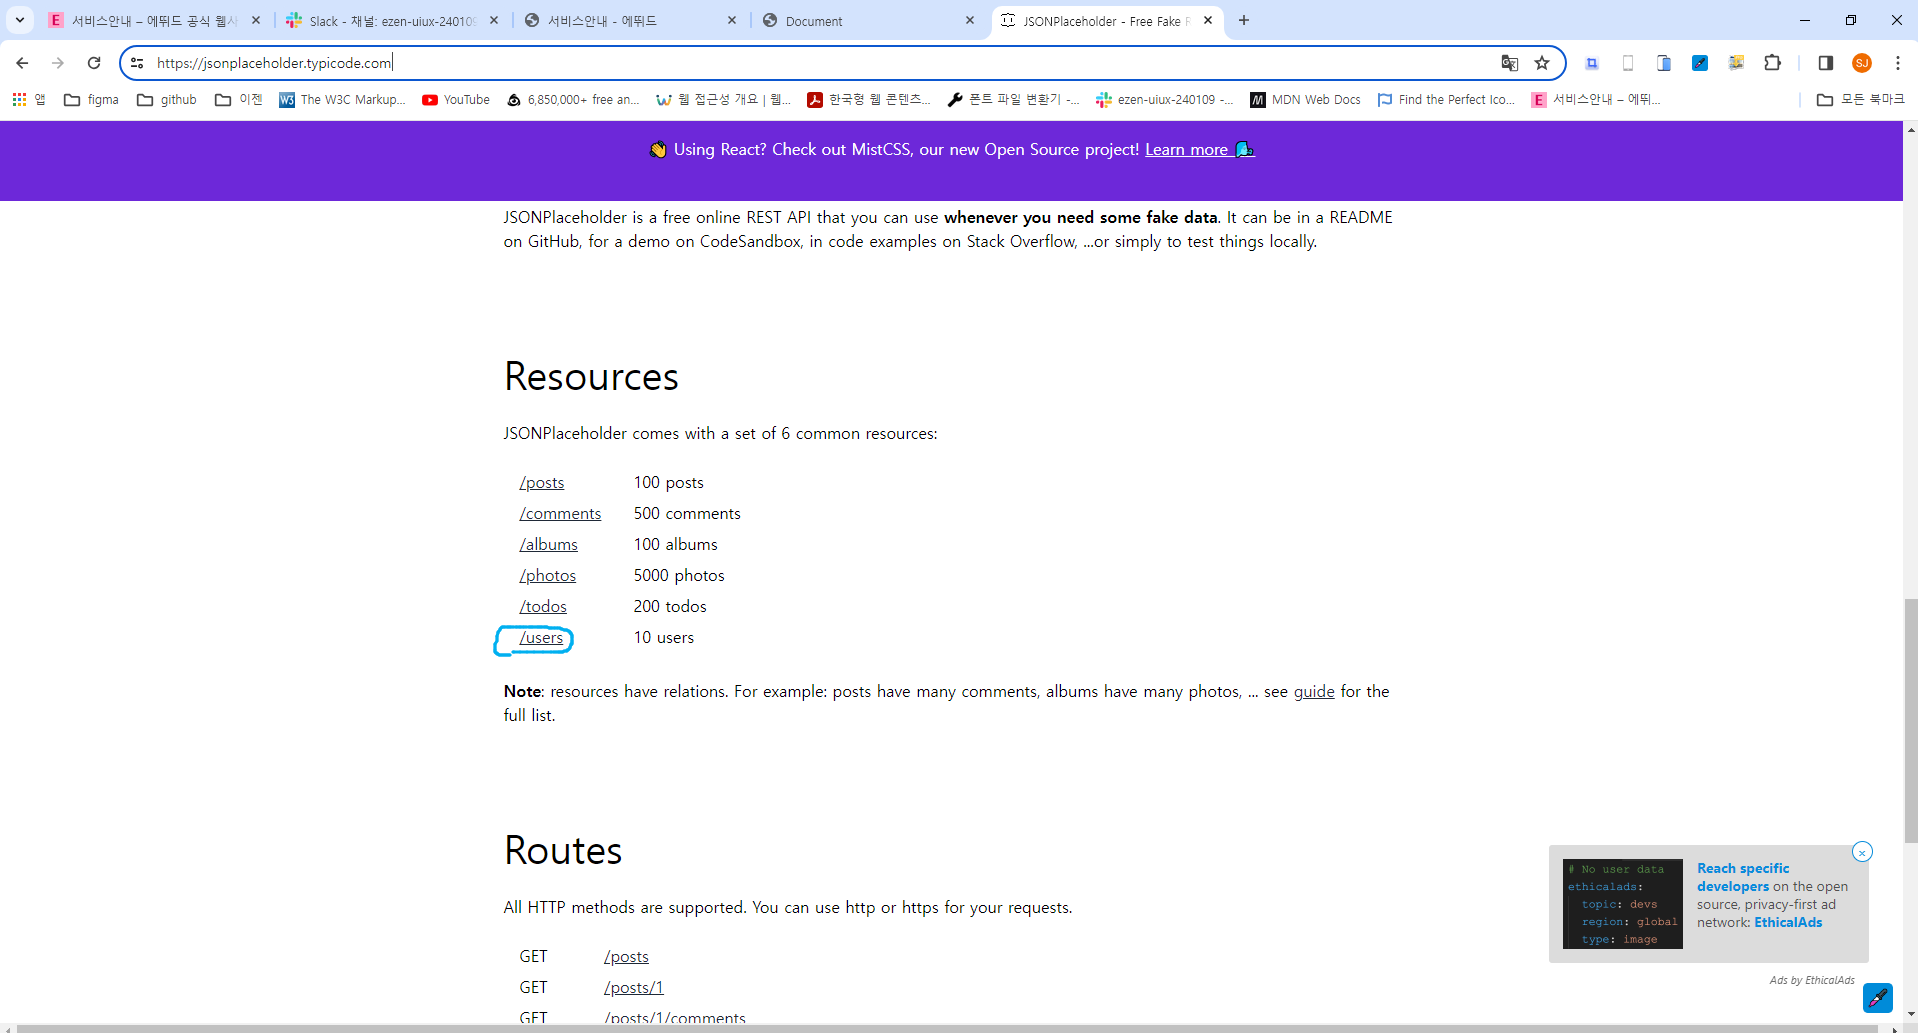 서비스안내 – 에뛰드 공식 웹사
Slack - 채널: ezen-uiux-240109
서비스안내 - 에뛰드
Document
JSONPlaceholder - Free Fake R
https://jsonplaceholder.typicode.com
SJ
앱
figma
github
이젠
The W3C Markup...
YouTube
6,850,000+ free an...
웹 접근성 개요 | 웹...
한국형 웹 콘텐츠...
폰트 파일 변환기 -...
ezen-uiux-240109 -...
MDN Web Docs
Find the Perfect Ico...
서비스안내 – 에뛰...
모든 북마크
👋 Using React? Check out MistCSS, our new Open Source project! Learn more
JSONPlaceholder is a free online REST API that you can use whenever you need some fake data. It can be in a README
on GitHub, for a demo on CodeSandbox, in code examples on Stack Overflow, ...or simply to test things locally.
Resources
JSONPlaceholder comes with a set of 6 common resources:
/posts 100 posts
/comments 500 comments
/albums 100 albums
/photos 5000 photos
/todos 200 todos
/users 10 users
Note: resources have relations. For example: posts have many comments, albums have many photos, ... see guide for the
full list.
Routes
All HTTP methods are supported. You can use http or https for your requests.
GET /posts
GET /posts/1
GET /posts/1/comments
# No user data
ethicalads:
topic: devs
region: global
type: image
Reach specific
developers on the open
source, privacy-first ad
network: EthicalAds
Ads by EthicalAds